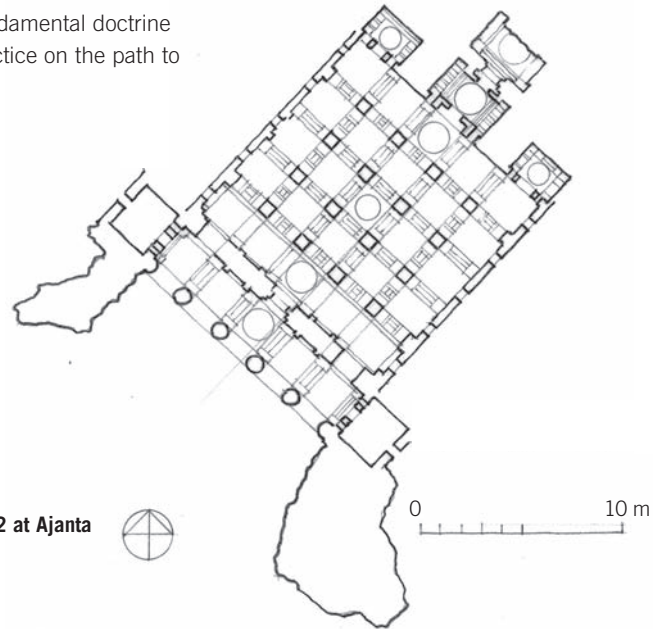 damental doctrine
ctice on the path to
2 at Ajanta
0 10 m